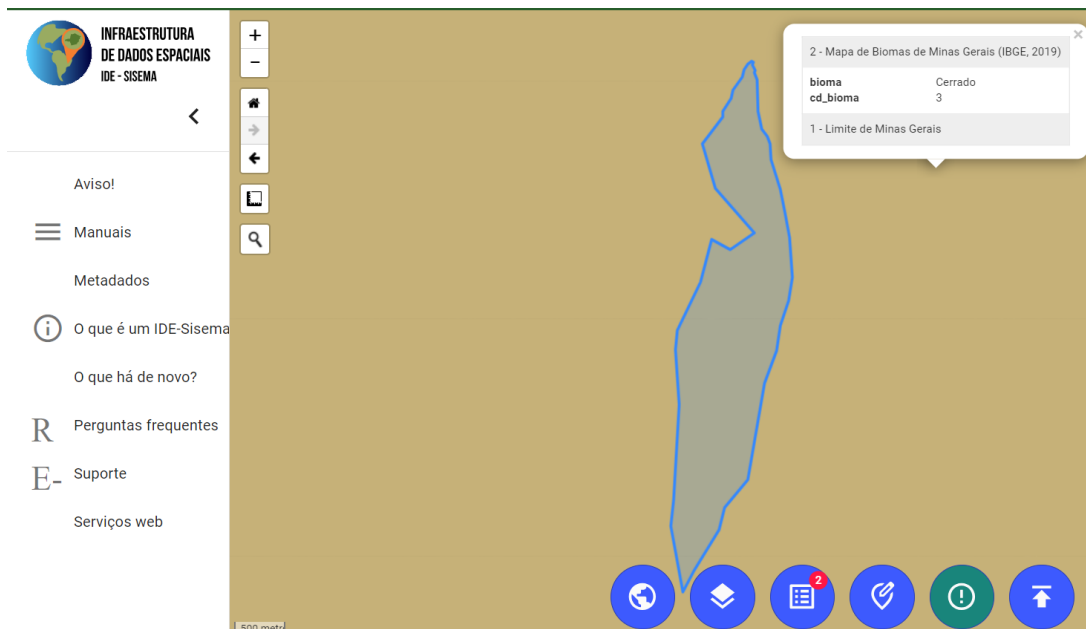 INFRAESTRUTURA
DE DADOS ESPACIAIS
IDE - SISEMA
Aviso!
Manuais
Metadados
O que é um IDE-Sisema
O que há de novo?
R Perguntas frequentes
E- Suporte
Serviços web
+
−
×
2 - Mapa de Biomas de Minas Gerais (IBGE, 2019)
bioma Cerrado
cd_bioma 3
1 - Limite de Minas Gerais
2
500 metr